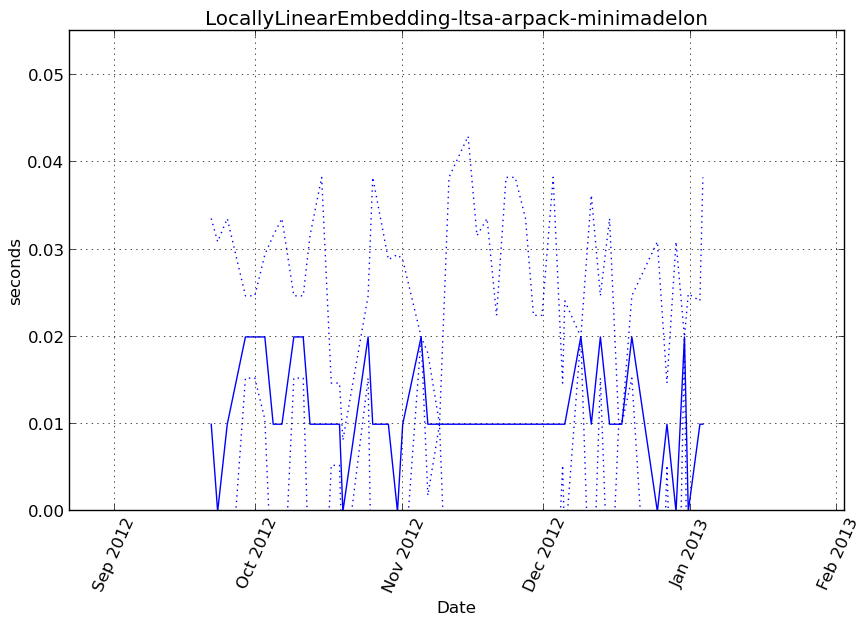 LocallyLinearEmbedding-ltsa-arpack-minimadelon
0.05
0.04
0.03
0.02
0.01
0.00
seconds
Sep 2012
Oct 2012
Nov 2012
Dec 2012
Jan 2013
Feb 2013
Date